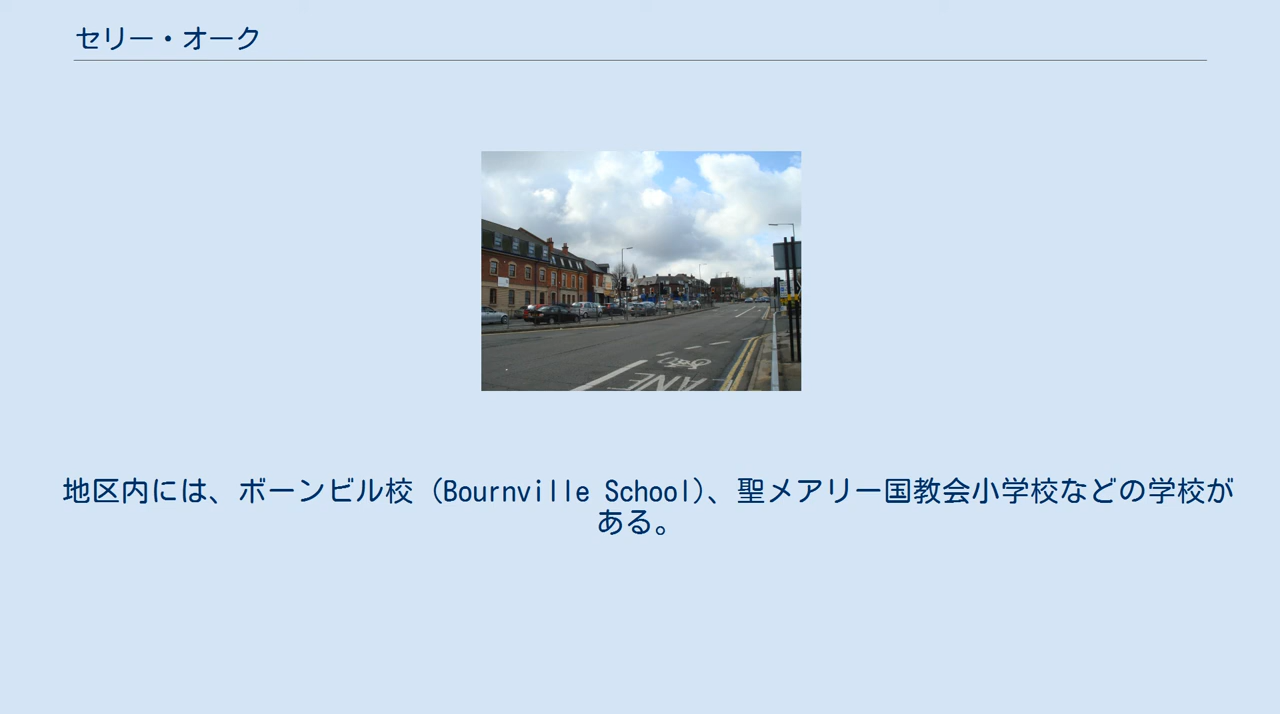 セリー・オーク
ANE
地区内には、ボーンビル校 (Bournville School)、聖メアリー国教会小学校などの学校が
ある。